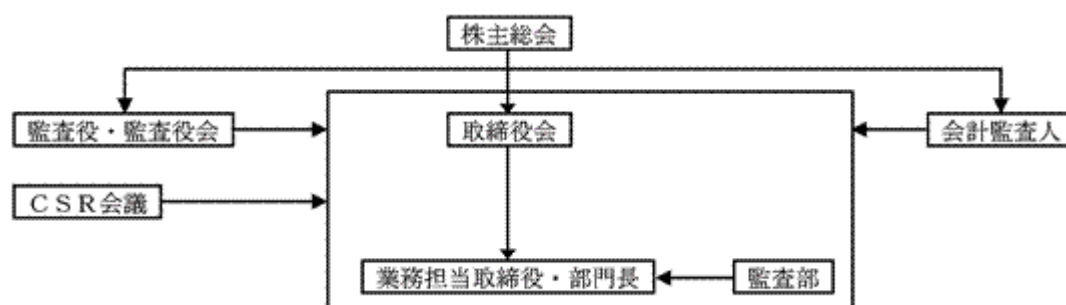 株主総会
監査役・監査役会
取締役会
会計監査人
ＣＳＲ会議
業務担当取締役・部門長
監査部